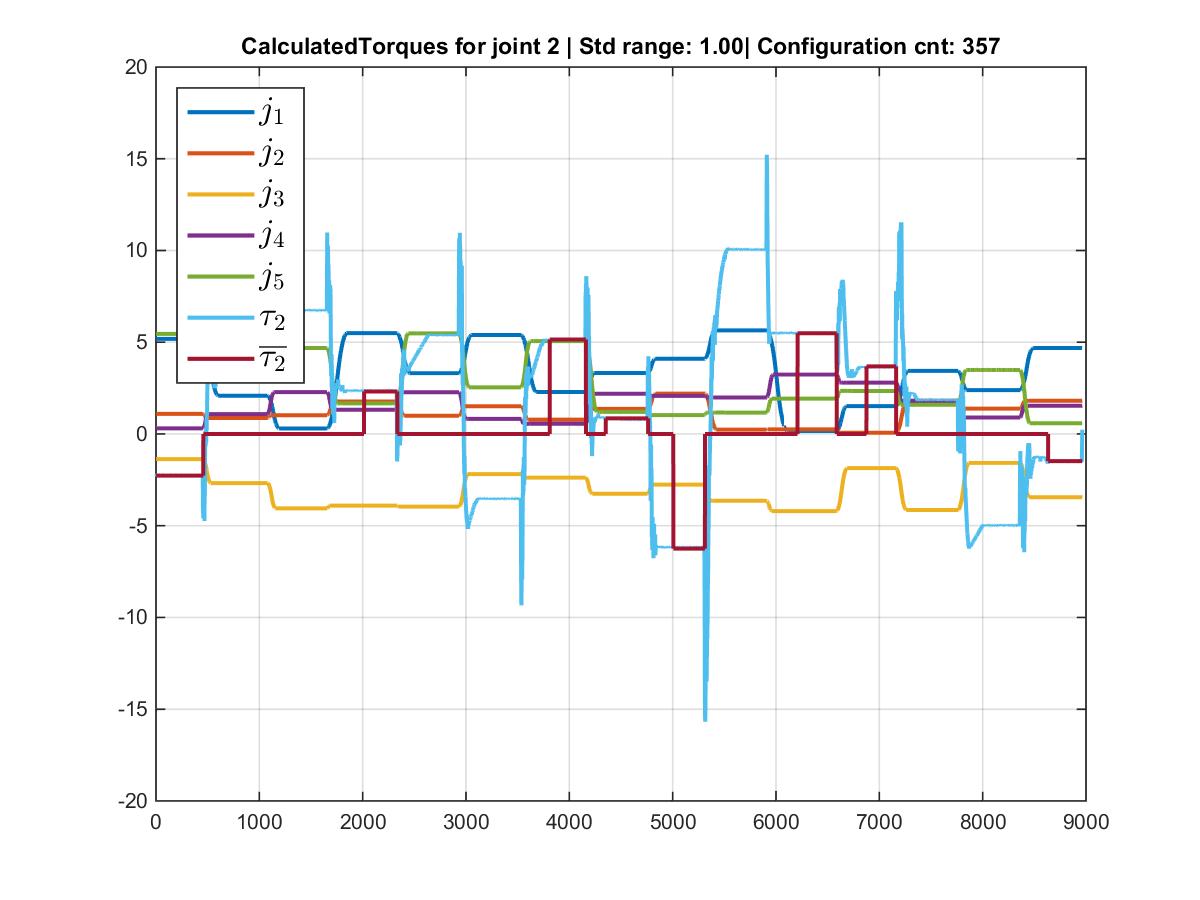 CalculatedTorques for joint 2 | Std range: 1.00| Configuration cnt: 357
20
15
10
5
0
-5
-10
-15
-20
j₁
j₂
j₃
j₄
j₅
τ₂
τ̅₂
0 1000 2000 3000 4000 5000 6000 7000 8000 9000